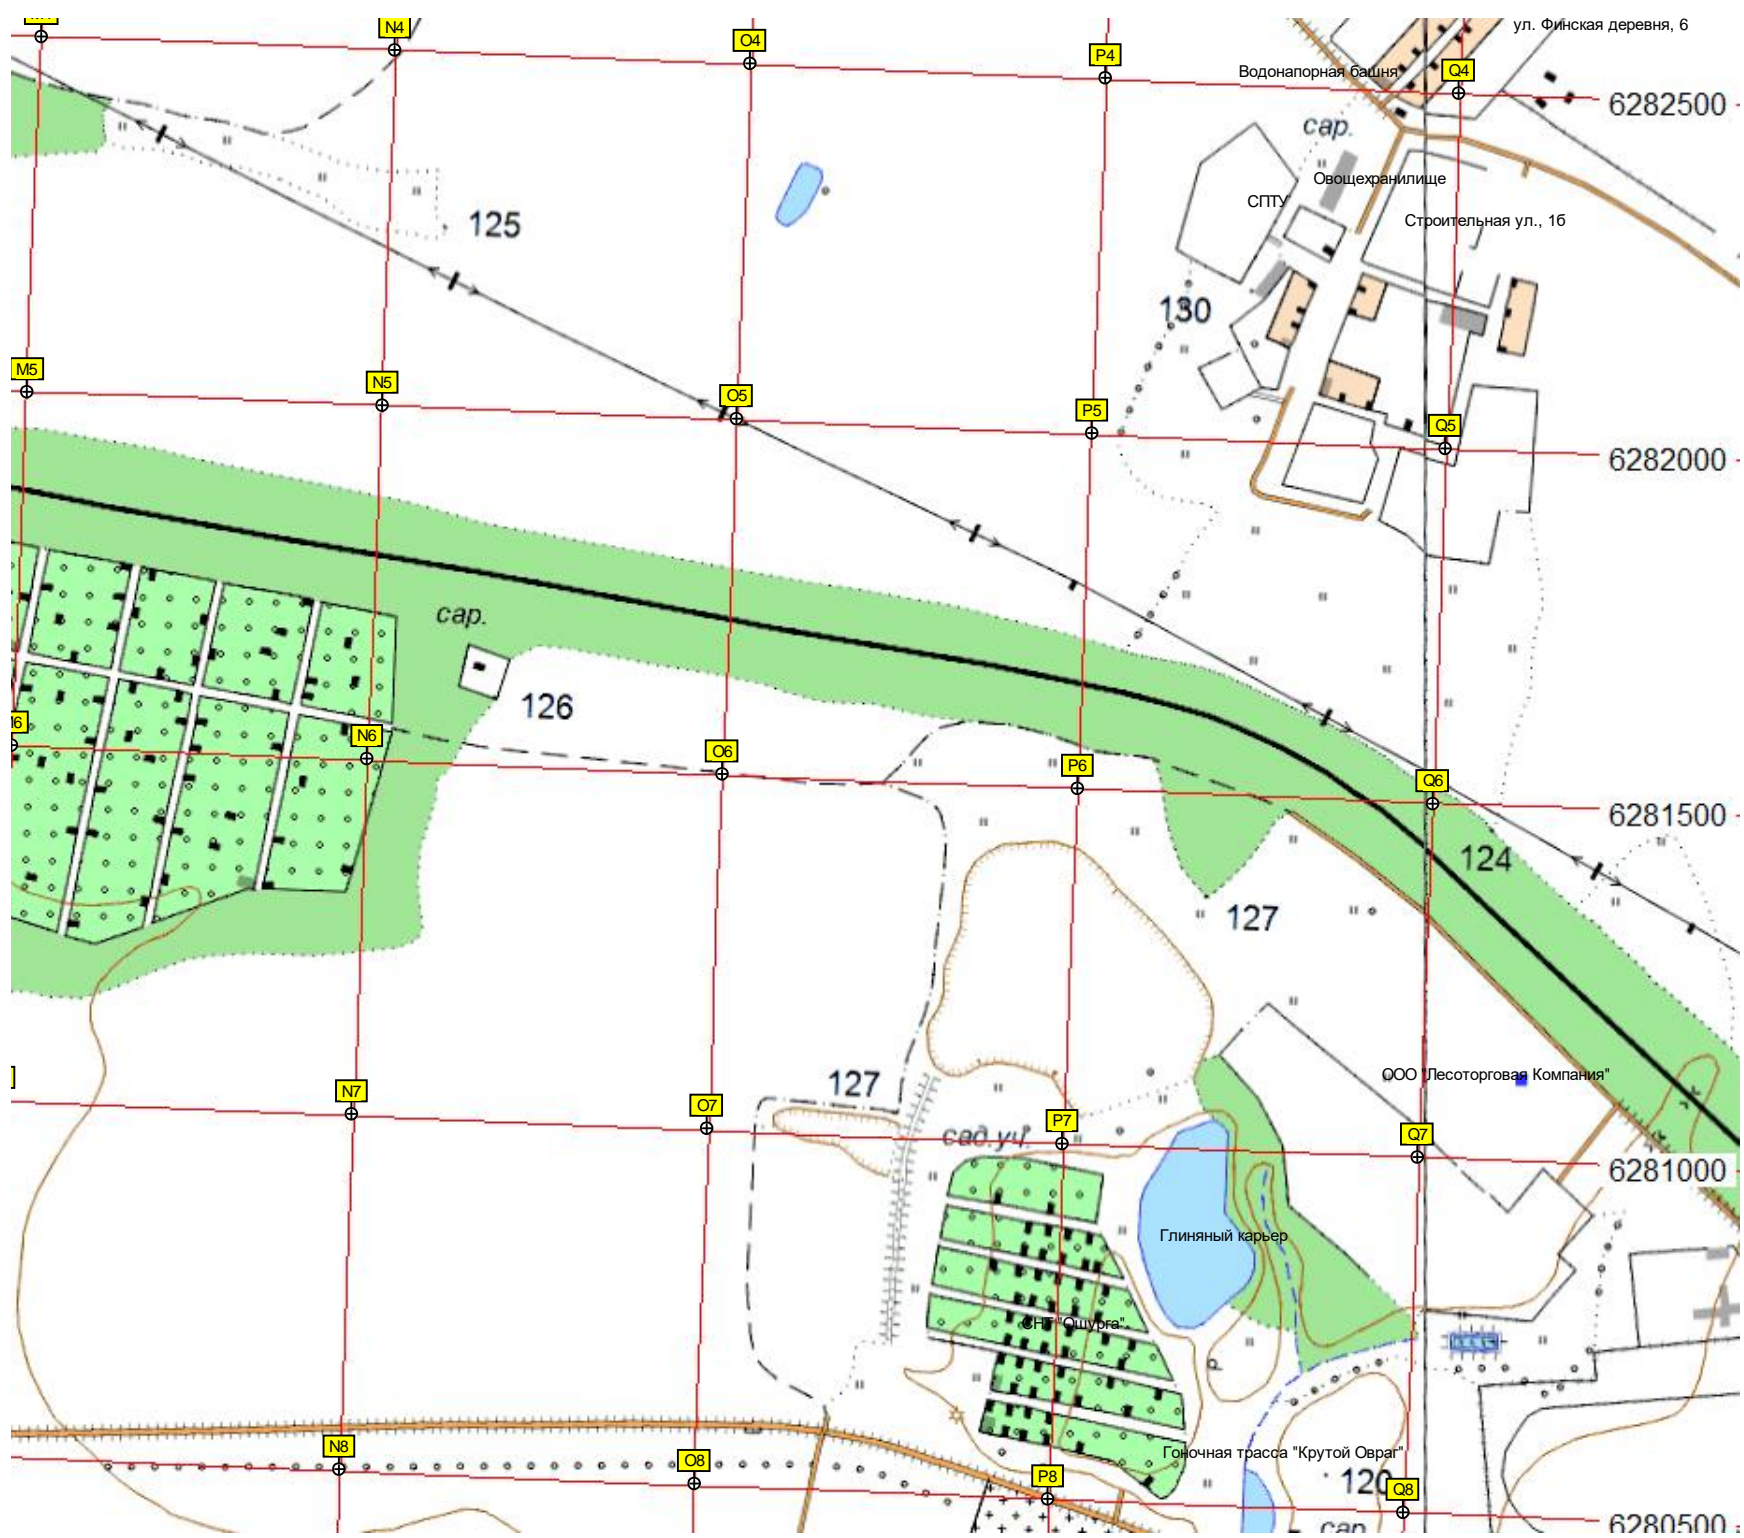 ул. Финская деревня, 6
N4
O4
P4
Водонапорная башня
Q4
6282500
сар.
Овощехранилище
СПТУ
125
Строительная ул., 1б
130
M5
N5
O5
P5
Q5
6282000
сар.
126
N6
O6
P6
Q6
6281500
124
127
127
ООО "Лесоторговая Компания"
N7
O7
P7
Q7
сад.уч.
6281000
Глиняный карьер
СНТ "Ошурга"
N8
O8
P8
Гоночная трасса "Крутой Овраг"
120
Q8
6280500
сар.